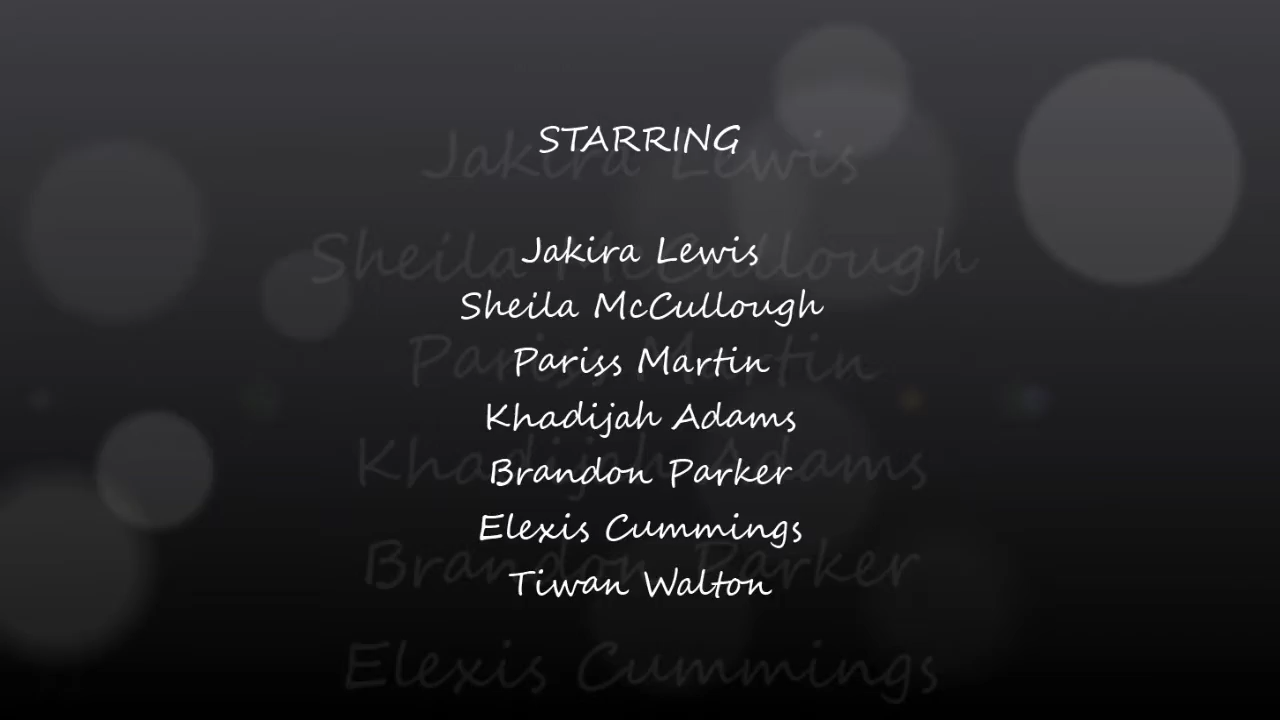 STARRING
Jakira Lewis
Sheila McCullough
Pariss Martin
Khadijah Adams
Brandon Parker
Elexis Cummings
Tiwan Walton